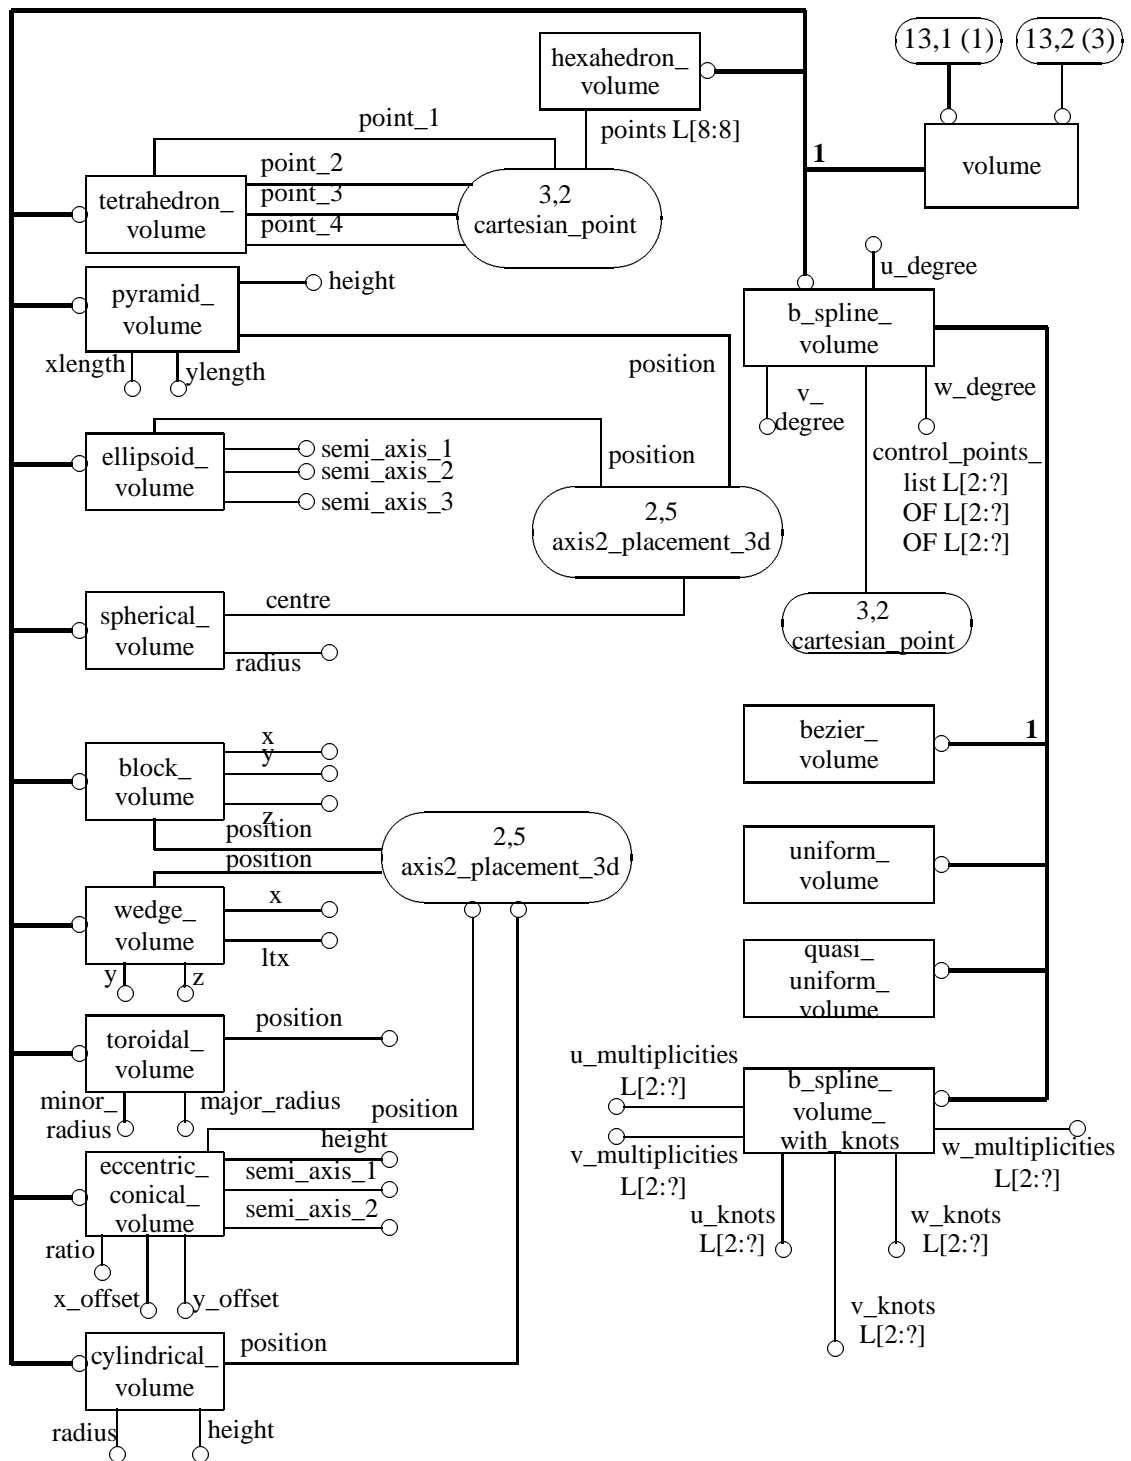 13,1 (1)
13,2 (3)
hexahedron_
volume
points L[8:8]
1
volume
point_1
point_2
point_3
point_4
tetrahedron_
volume
3,2
cartesian_point
pyramid_
volume
height
xlength
ylength
position
u_degree
b_spline_
volume
v_
degree
w_degree
control_points_
list L[2:?]
OF L[2:?]
OF L[2:?]
ellipsoid_
volume
semi_axis_1
semi_axis_2
semi_axis_3
position
2,5
axis2_placement_3d
3,2
cartesian_point
spherical_
volume
centre
radius
bezier_
volume
1
block_
volume
x
y
z
position
position
2,5
axis2_placement_3d
uniform_
volume
wedge_
volume
x
ltx
y
z
quasi_
uniform_
volume
toroidal_
volume
position
minor_
radius
major_radius
position
u_multiplicities
L[2:?]
b_spline_
volume_
with_knots
v_multiplicities
L[2:?]
w_multiplicities
L[2:?]
u_knots
L[2:?]
w_knots
L[2:?]
v_knots
L[2:?]
eccentric_
conical_
volume
height
semi_axis_1
semi_axis_2
ratio
x_offset
y_offset
cylindrical_
volume
position
radius
height